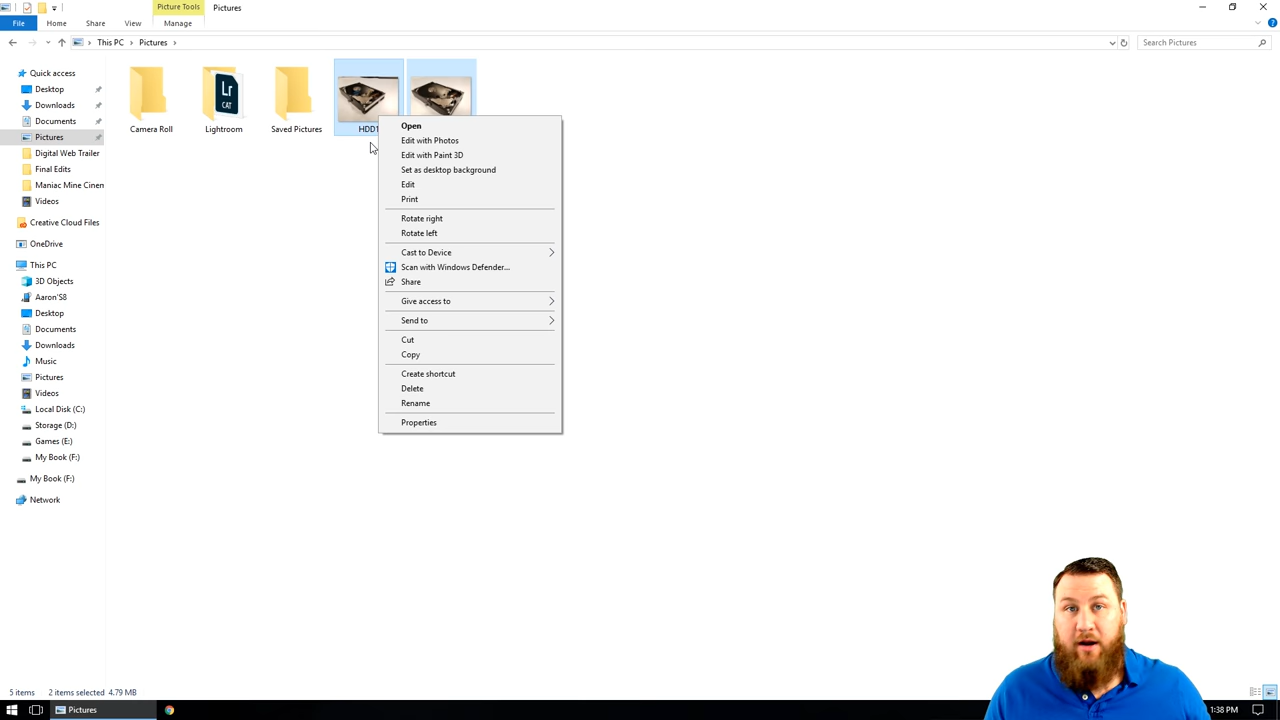 Picture Tools
Pictures
File
Home
Share
View
Manage
This PC
Pictures
Search Pictures
Quick access
Desktop
Downloads
Documents
Pictures
Digital Web Trailer
Final Edits
Maniac Mine Cinem
Videos
Creative Cloud Files
OneDrive
This PC
3D Objects
Aaron'S8
Desktop
Documents
Downloads
Music
Pictures
Videos
Local Disk (C:)
Storage (D:)
Games (E:)
My Book (F:)
My Book (F:)
Network
Lr
CAT
Camera Roll
Lightroom
Saved Pictures
HDD1
Open
Edit with Photos
Edit with Paint 3D
Set as desktop background
Edit
Print
Rotate right
Rotate left
Cast to Device
Scan with Windows Defender...
Share
Give access to
Send to
Cut
Copy
Create shortcut
Delete
Rename
Properties
5 items
2 items selected 4.79 MB
Pictures
1:38 PM